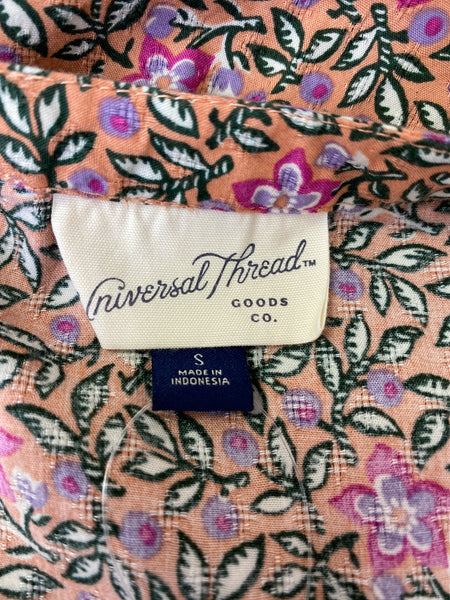 Universal Thread™
GOODS
CO.
S
MADE IN
INDONESIA